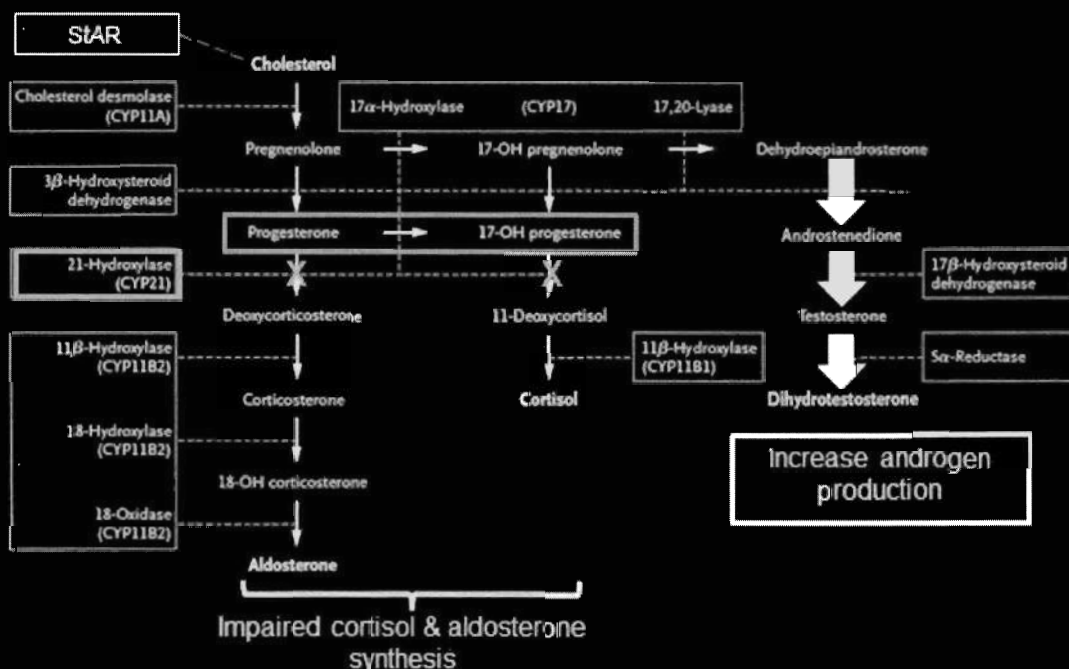 StAR
Cholesterol
Cholesterol desmolase
(CYP11A)
17α-Hydroxylase (CYP17) 17,20-Lyase
Pregnenolone 17-OH pregnenolone Dehydroepiandrosterone
3β-Hydroxysteroid
dehydrogenase
Progesterone 17-OH progesterone
Androstenedione
21-Hydroxylase
(CYP21)
17β-Hydroxysteroid
dehydrogenase
Deoxycorticosterone 11-Deoxycortisol Testosterone
11β-Hydroxylase
(CYP11B2)
11β-Hydroxylase
(CYP11B1)
5α-Reductase
Corticosterone Cortisol Dihydrotestosterone
18-Hydroxylase
(CYP11B2)
Increase androgen
production
18-OH corticosterone
18-Oxidase
(CYP11B2)
Aldosterone
Impaired cortisol & aldosterone
synthesis